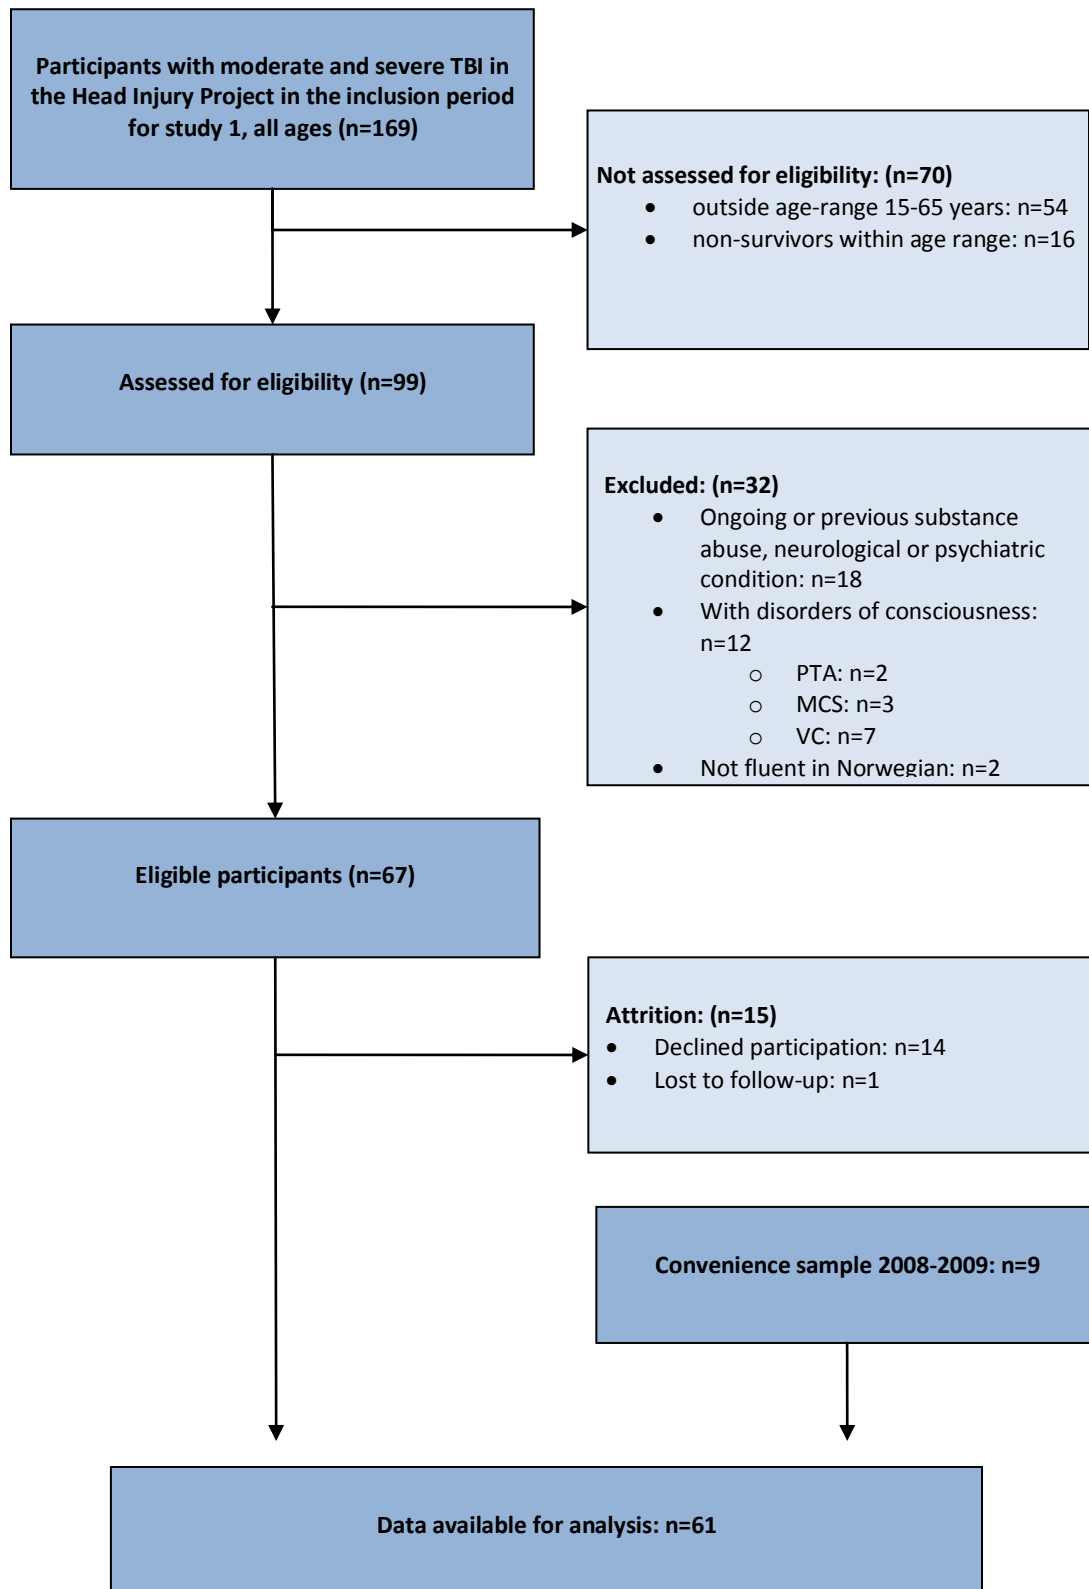 Participants with moderate and severe TBI in
the Head Injury Project in the inclusion period
for study 1, all ages (n=169)
Not assessed for eligibility: (n=70)
• outside age-range 15-65 years: n=54
• non-survivors within age range: n=16
Assessed for eligibility (n=99)
Excluded: (n=32)
• Ongoing or previous substance
abuse, neurological or psychiatric
condition: n=18
• With disorders of consciousness:
n=12
o PTA: n=2
o MCS: n=3
o VC: n=7
• Not fluent in Norwegian: n=2
Eligible participants (n=67)
Attrition: (n=15)
• Declined participation: n=14
• Lost to follow-up: n=1
Convenience sample 2008-2009: n=9
Data available for analysis: n=61